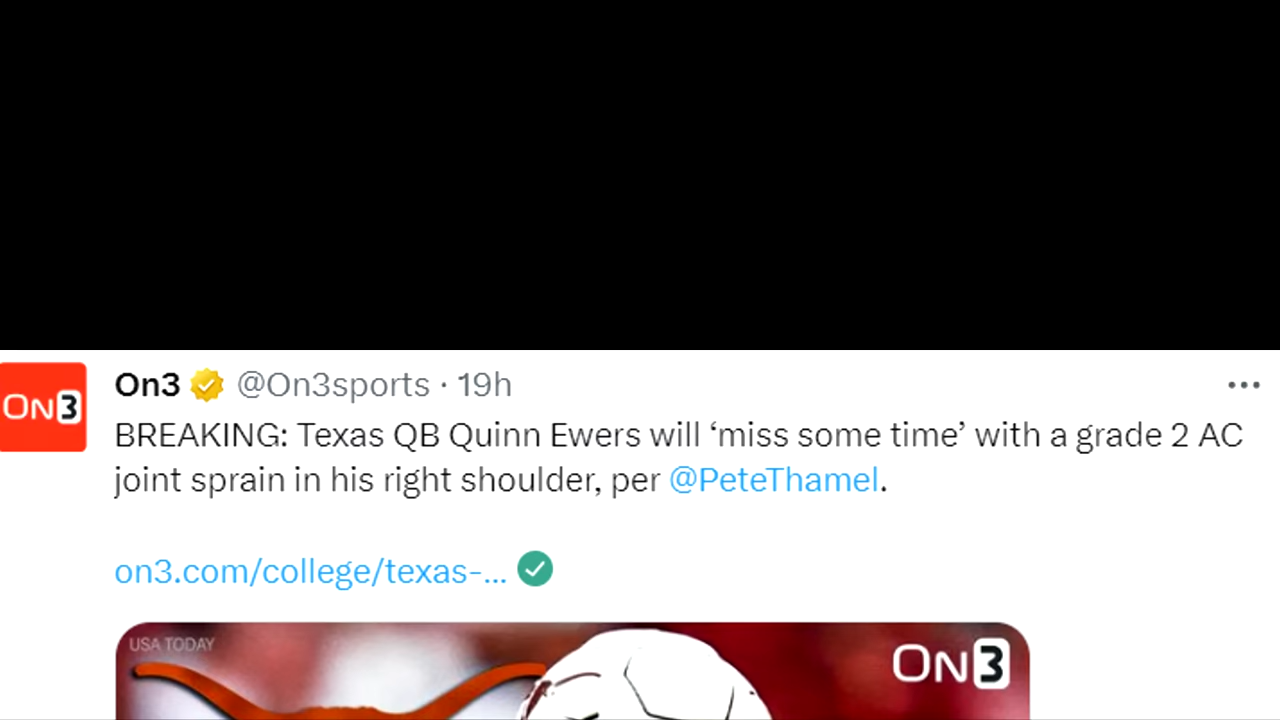 ON3
On3 @On3sports · 19h
BREAKING: Texas QB Quinn Ewers will ‘miss some time’ with a grade 2 AC
joint sprain in his right shoulder, per @PeteThamel.
on3.com/college/texas-...
USA TODAY
ON3